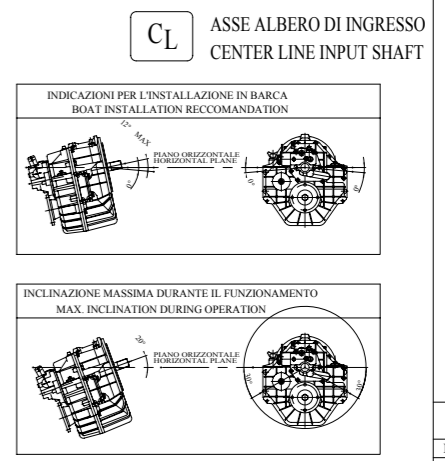 CL
ASSE ALBERO DI INGRESSO
CENTER LINE INPUT SHAFT
INDICAZIONI PER L'INSTALLAZIONE IN BARCA
BOAT INSTALLATION RECCOMANDATION
12° MAX.
PIANO ORIZZONTALE
HORIZONTAL PLANE
0°
0°
0°
INCLINAZIONE MASSIMA DURANTE IL FUNZIONAMENTO
MAX. INCLINATION DURING OPERATION
20°
PIANO ORIZZONTALE
HORIZONTAL PLANE
30°
30°